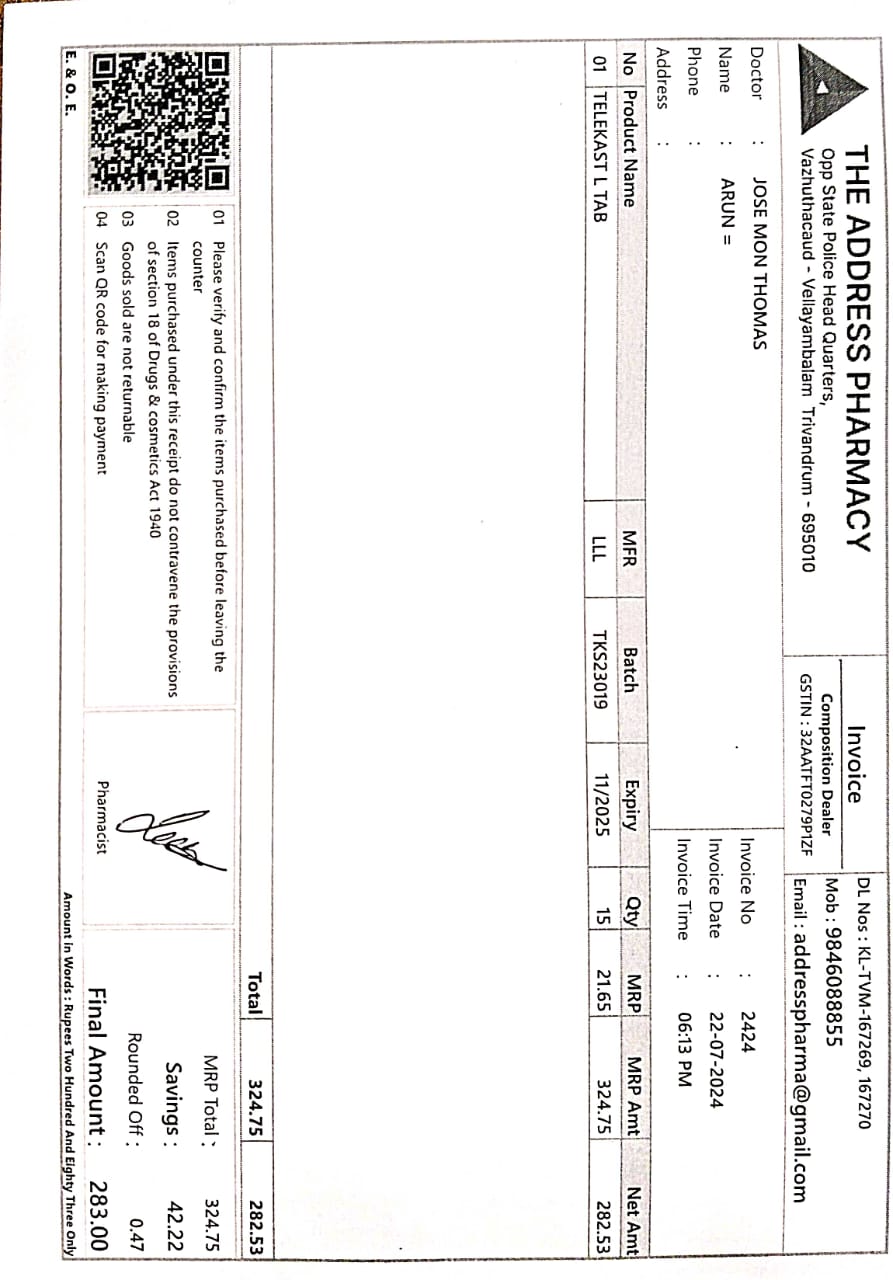 THE ADDRESS PHARMACY
Opp State Police Head Quarters,
Vazhuthacaud - Vellayambalam Trivandrum - 695010
Invoice
Composition Dealer
GSTIN : 32AATFT0279P1ZF
DL Nos : KL-TVM-167269, 167270
Mob : 9846088855
Email : addresspharma@gmail.com
Doctor : JOSE MON THOMAS
Name : ARUN =
Phone :
Address :
Invoice No : 2424
Invoice Date : 22-07-2024
Invoice Time : 06:13 PM
No Product Name MFR Batch Expiry Qty MRP MRP Amt Net Amt
01 TELEKAST L TAB LLL TKS23019 11/2025 15 21.65 324.75 282.53
Total 324.75 282.53
01 Please verify and confirm the items purchased before leaving the
counter
02 Items purchased under this receipt do not contravene the provisions
of section 18 of Drugs & cosmetics Act 1940
03 Goods sold are not returnable
04 Scan QR code for making payment
Pharmacist
MRP Total : 324.75
Savings : 42.22
Rounded Off : 0.47
Final Amount : 283.00
E. & O. E.
Amount in Words : Rupees Two Hundred And Eighty Three Only